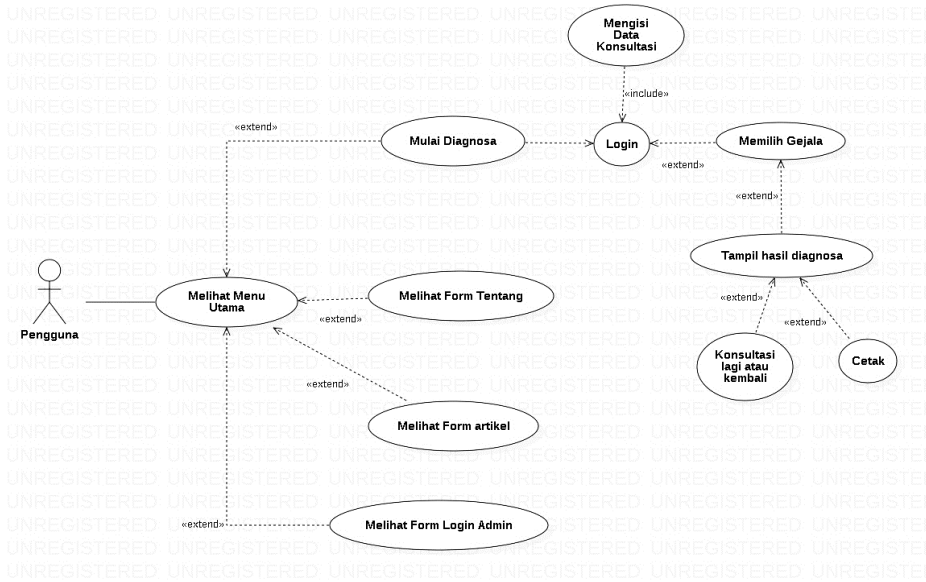 Mengisi
Data
Konsultasi
«include»
«extend»
Mulai Diagnosa
Login
Memilih Gejala
«extend»
«extend»
Tampil hasil diagnosa
Pengguna
Melihat Menu
Utama
Melihat Form Tentang
«extend»
«extend»
«extend»
Konsultasi
lagi atau
kembali
Cetak
«extend»
Melihat Form artikel
«extend»
Melihat Form Login Admin
UNREGISTERED